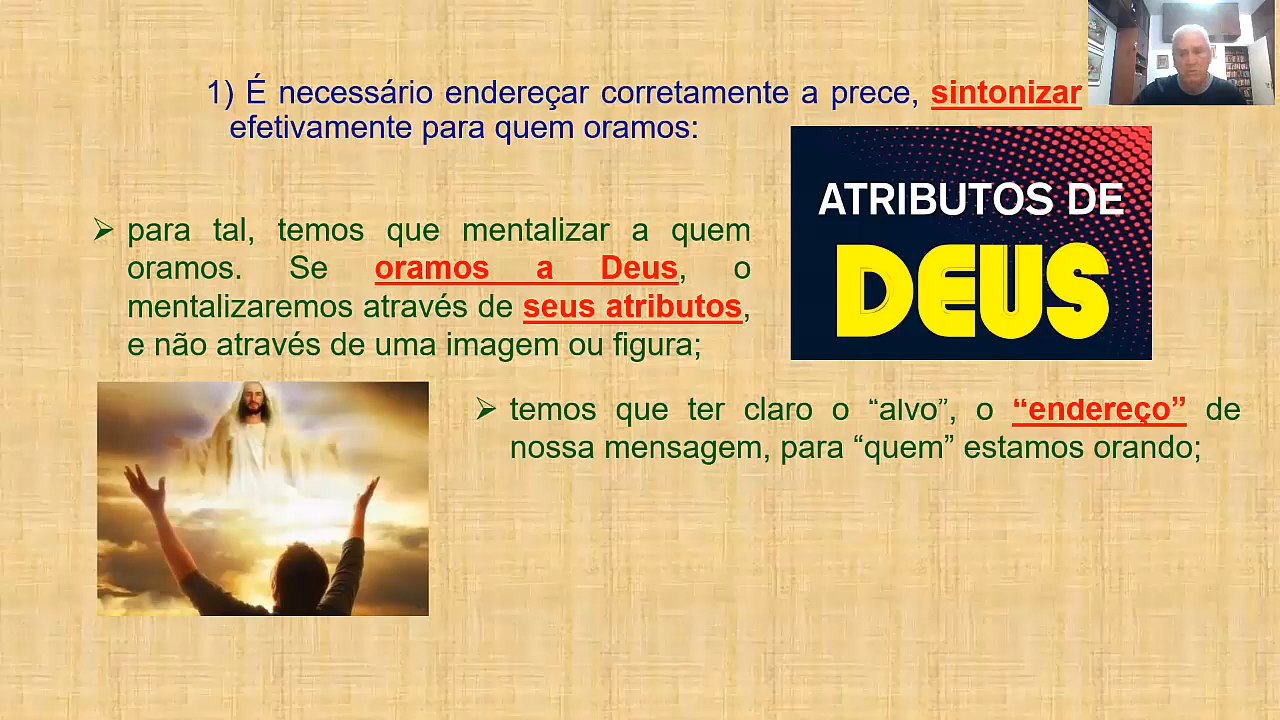 1) É necessário endereçar corretamente a prece, sintonizar
efetivamente para quem oramos:
ATRIBUTOS DE
DEUS
para tal, temos que mentalizar a quem
oramos. Se oramos a Deus, o
mentalizaremos através de seus atributos,
e não através de uma imagem ou figura;
temos que ter claro o “alvo”, o “endereço” de
nossa mensagem, para “quem” estamos orando;